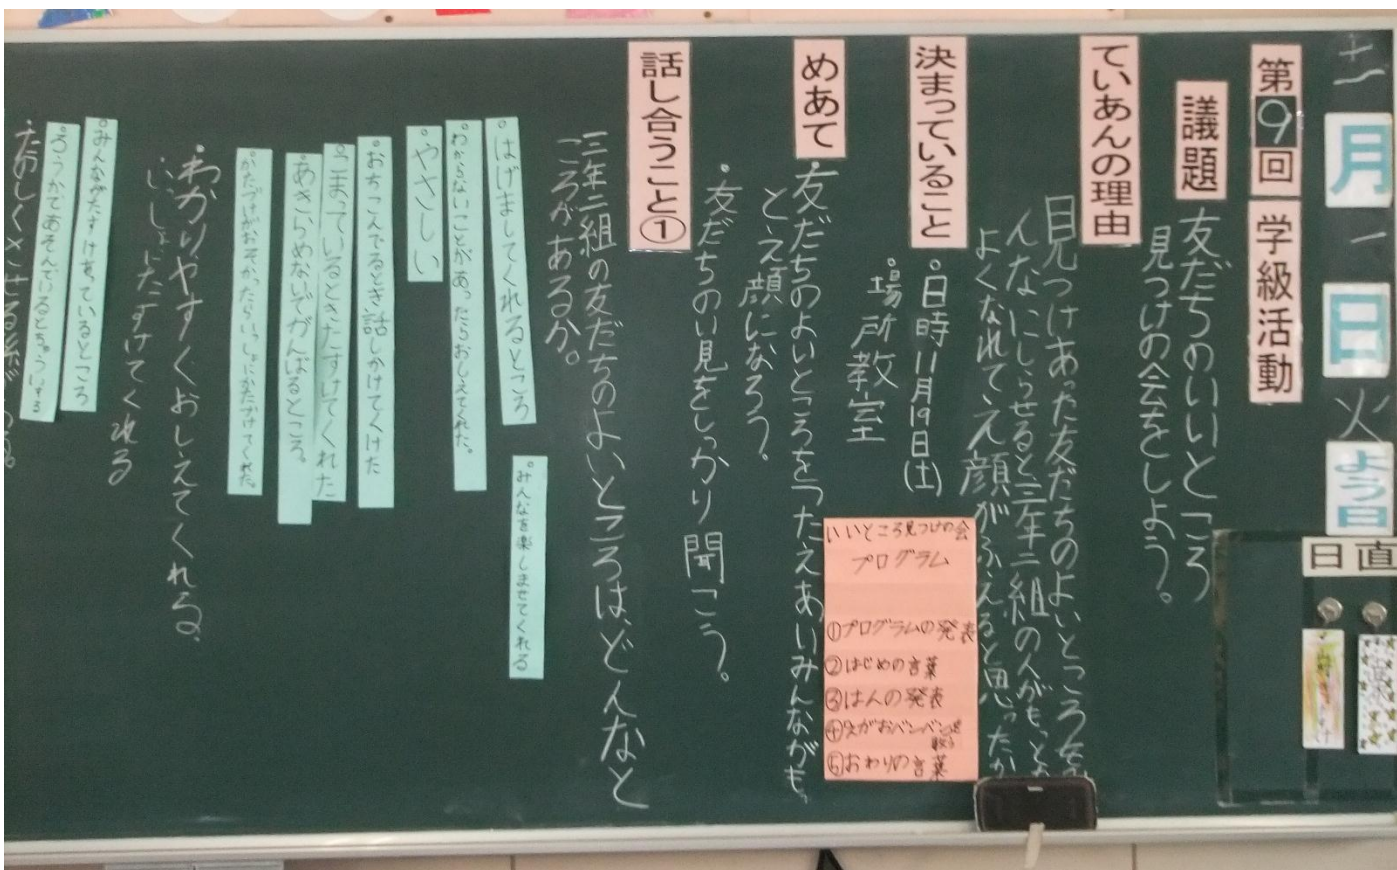 十一月一日火よう日
日直
第9回 学級活動
議題
友だちのいいところ
見つけの会をしよう。
ていあんの理由
見つけあった友だちのよいところを
んなにしらせると三年二組の人がもっと
よくなれてえ顔がふえると思ったか
決まっていること
・日時11月19日(土)
場所教室
いいところ見つけの会
プログラム
①プログラムの発表
②はじめの言葉
③はんの発表
④えがおバンバンを
歌う
⑤おわりの言葉
めあて
・友だちのよいところをつたえあいみんながも
とえ顔になろう。
・友だちのい見をしっかり聞こう。
話し合うこと①
三年二組の友だちのよいところは、どんなと
ころがあるか。
・はげましてくれるところ
・みんなを楽しませてくれる
・わからないことがあったらおしえてくれた。
・やさしい
・おちこんでるとき話しかけてくれた
・こまっているときたすけてくれた
・あきらめないでがんばるところ。
・かたづけがおそかったらいっしょにかたづけてくれた。
・わかりやすくおしえてくれる。
・いっしょにたすけてくれる
・みんながたすけあっているところ
・ろうかであそんでいるとちゅういする